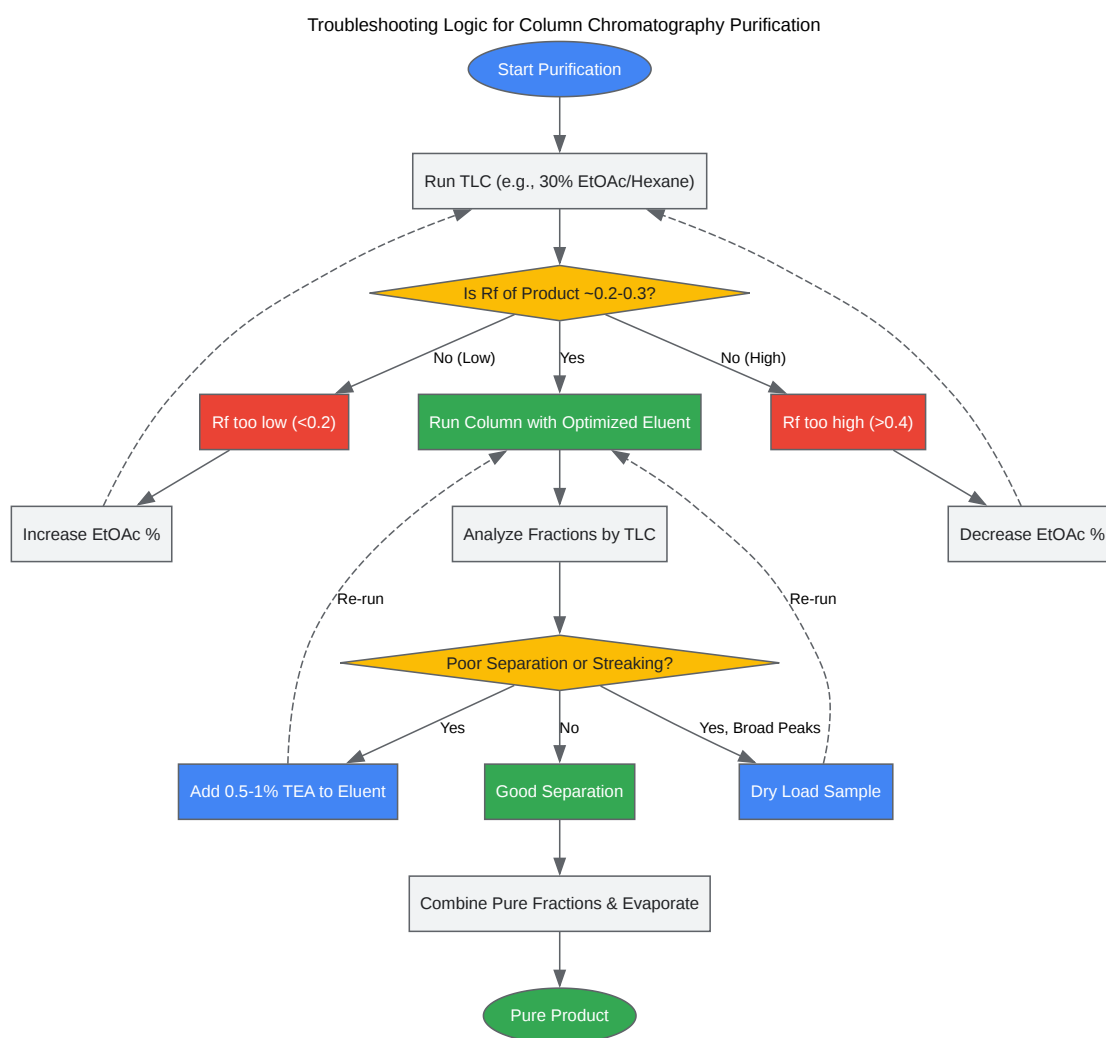 Troubleshooting Logic for Column Chromatography Purification
Start Purification
Run TLC (e.g., 30% EtOAc/Hexane)
Is Rf of Product ~0.2-0.3?
No (Low)
Yes
No (High)
Rf too low (<0.2)
Run Column with Optimized Eluent
Rf too high (>0.4)
Increase EtOAc %
Analyze Fractions by TLC
Decrease EtOAc %
Re-run
Re-run
Poor Separation or Streaking?
Yes
No
Yes, Broad Peaks
Add 0.5-1% TEA to Eluent
Good Separation
Dry Load Sample
Combine Pure Fractions & Evaporate
Pure Product